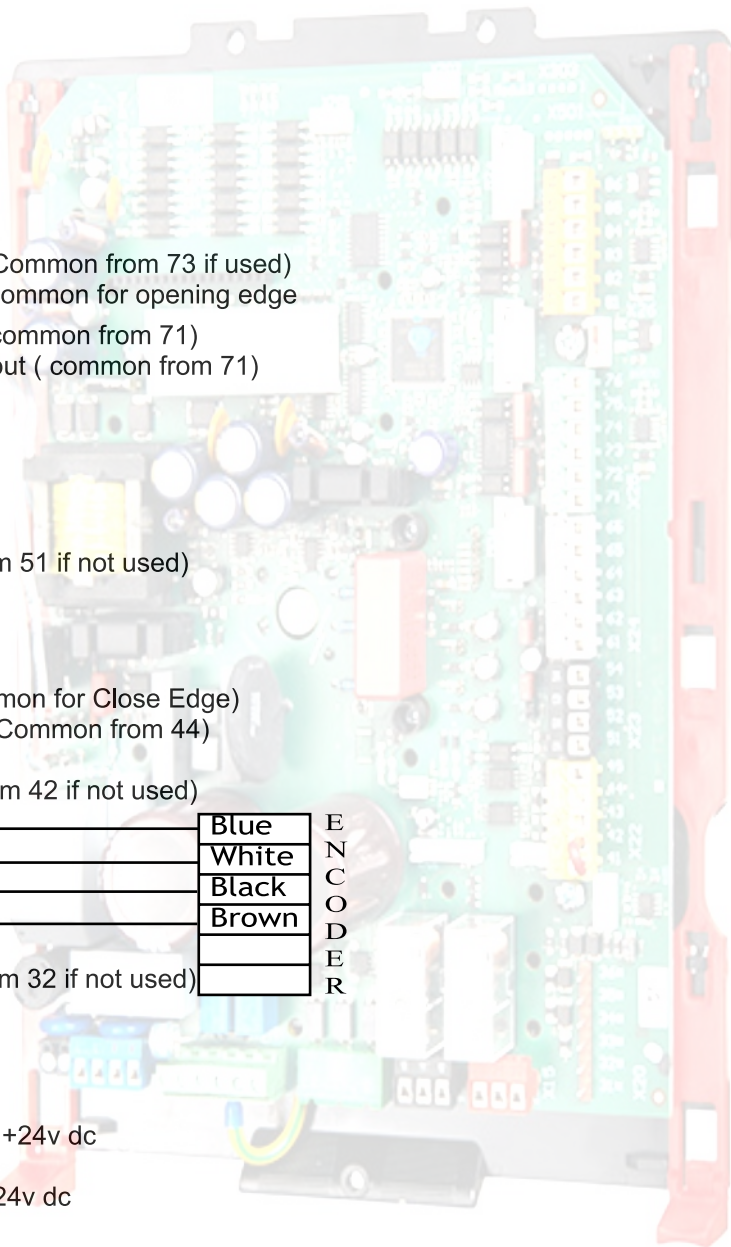 Common from 73 if used)
ommon for opening edge
common from 71)
out ( common from 71)
m 51 if not used)
mon for Close Edge)
Common from 44)
m 42 if not used)
Blue
White
Black
Brown
ENCODER
m 32 if not used)
+24v dc
24v dc